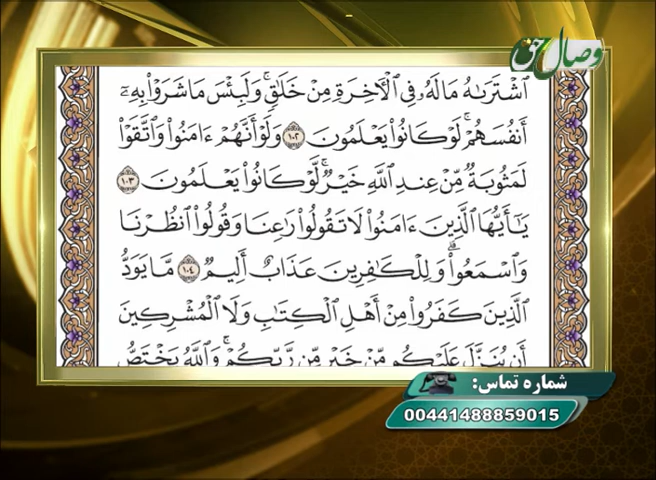 وصال حق
ٱشْتَرَىٰهُ مَا لَهُۥ فِى ٱلْءَاخِرَةِ مِنْ خَلَٰقٍ ۚ وَلَبِئْسَ مَا شَرَوْا۟ بِهِۦٓ
أَنفُسَهُمْ ۚ لَوْ كَانُوا۟ يَعْلَمُونَ ١٠٢ وَلَوْ أَنَّهُمْ ءَامَنُوا۟ وَٱتَّقَوْا۟
لَمَثُوبَةٌ مِّنْ عِندِ ٱللَّهِ خَيْرٌ ۖ لَّوْ كَانُوا۟ يَعْلَمُونَ ١٠٣
يَٰٓأَيُّهَا ٱلَّذِينَ ءَامَنُوا۟ لَا تَقُولُوا۟ رَٰعِنَا وَقُولُوا۟ ٱنظُرْنَا
وَٱسْمَعُوا۟ ۗ وَلِلْكَٰفِرِينَ عَذَابٌ أَلِيمٌ ١٠٤ مَّا يَوَدُّ
ٱلَّذِينَ كَفَرُوا۟ مِنْ أَهْلِ ٱلْكِتَٰبِ وَلَا ٱلْمُشْرِكِينَ
أَن يُنَزَّلَ عَلَيْكُم مِّنْ خَيْرٍ مِّن رَّبِّكُمْ ۗ وَٱللَّهُ يَخْتَصُّ
شماره تماس:
00441488859015